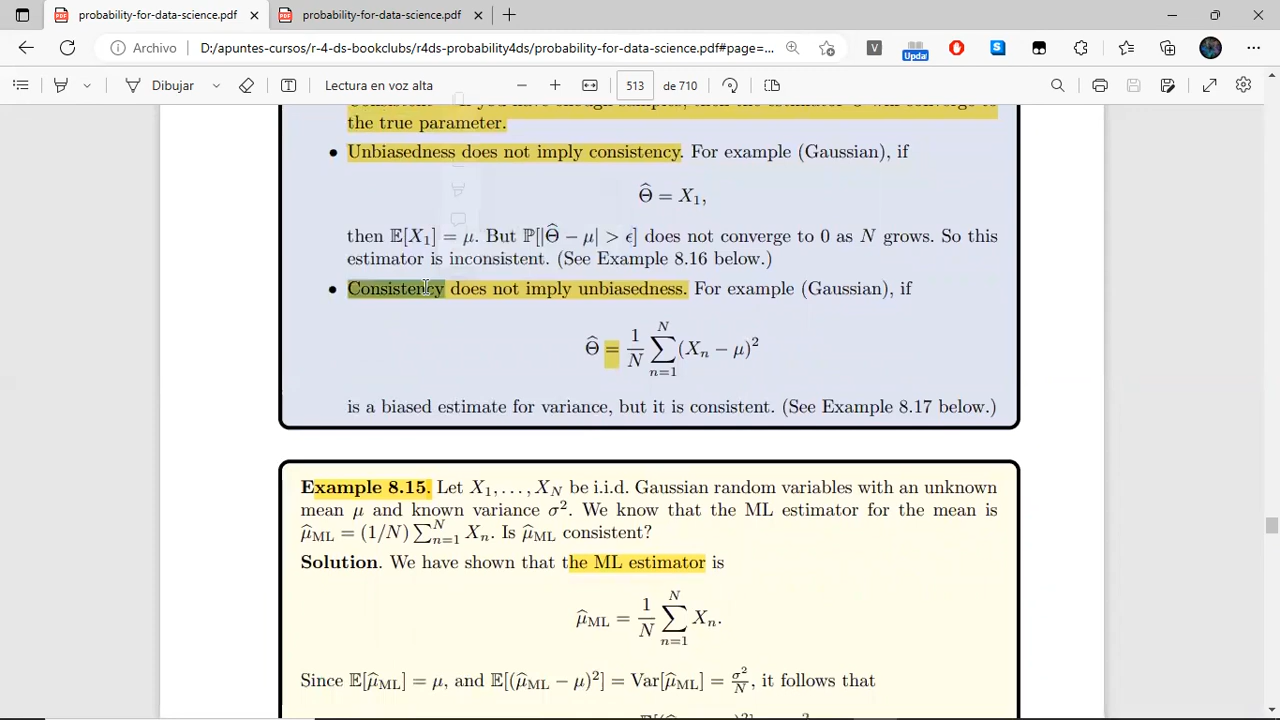 probability-for-data-science.pdf
probability-for-data-science.pdf
Archivo D:/apuntes-cursos/r-4-ds-bookclubs/r4ds-probability4ds/probability-for-data-science.pdf#page=...
Dibujar Lectura en voz alta 513 de 710
the true parameter.
• Unbiasedness does not imply consistency. For example (Gaussian), if
Θ̂ = X₁,
then 𝔼[X₁] = μ. But ℙ[|Θ̂ − μ| > ϵ] does not converge to 0 as N grows. So this
estimator is inconsistent. (See Example 8.16 below.)
• Consistency does not imply unbiasedness. For example (Gaussian), if
Θ̂ = 1/N ∑_{n=1}^{N} (Xₙ − μ)²
is a biased estimate for variance, but it is consistent. (See Example 8.17 below.)
Example 8.15. Let X₁, . . . , X_N be i.i.d. Gaussian random variables with an unknown
mean μ and known variance σ². We know that the ML estimator for the mean is
μ̂_ML = (1/N) ∑_{n=1}^{N} Xₙ. Is μ̂_ML consistent?
Solution. We have shown that the ML estimator is
μ̂_ML = 1/N ∑_{n=1}^{N} Xₙ.
Since 𝔼[μ̂_ML] = μ, and 𝔼[(μ̂_ML − μ)²] = Var[μ̂_ML] = σ²/N, it follows that